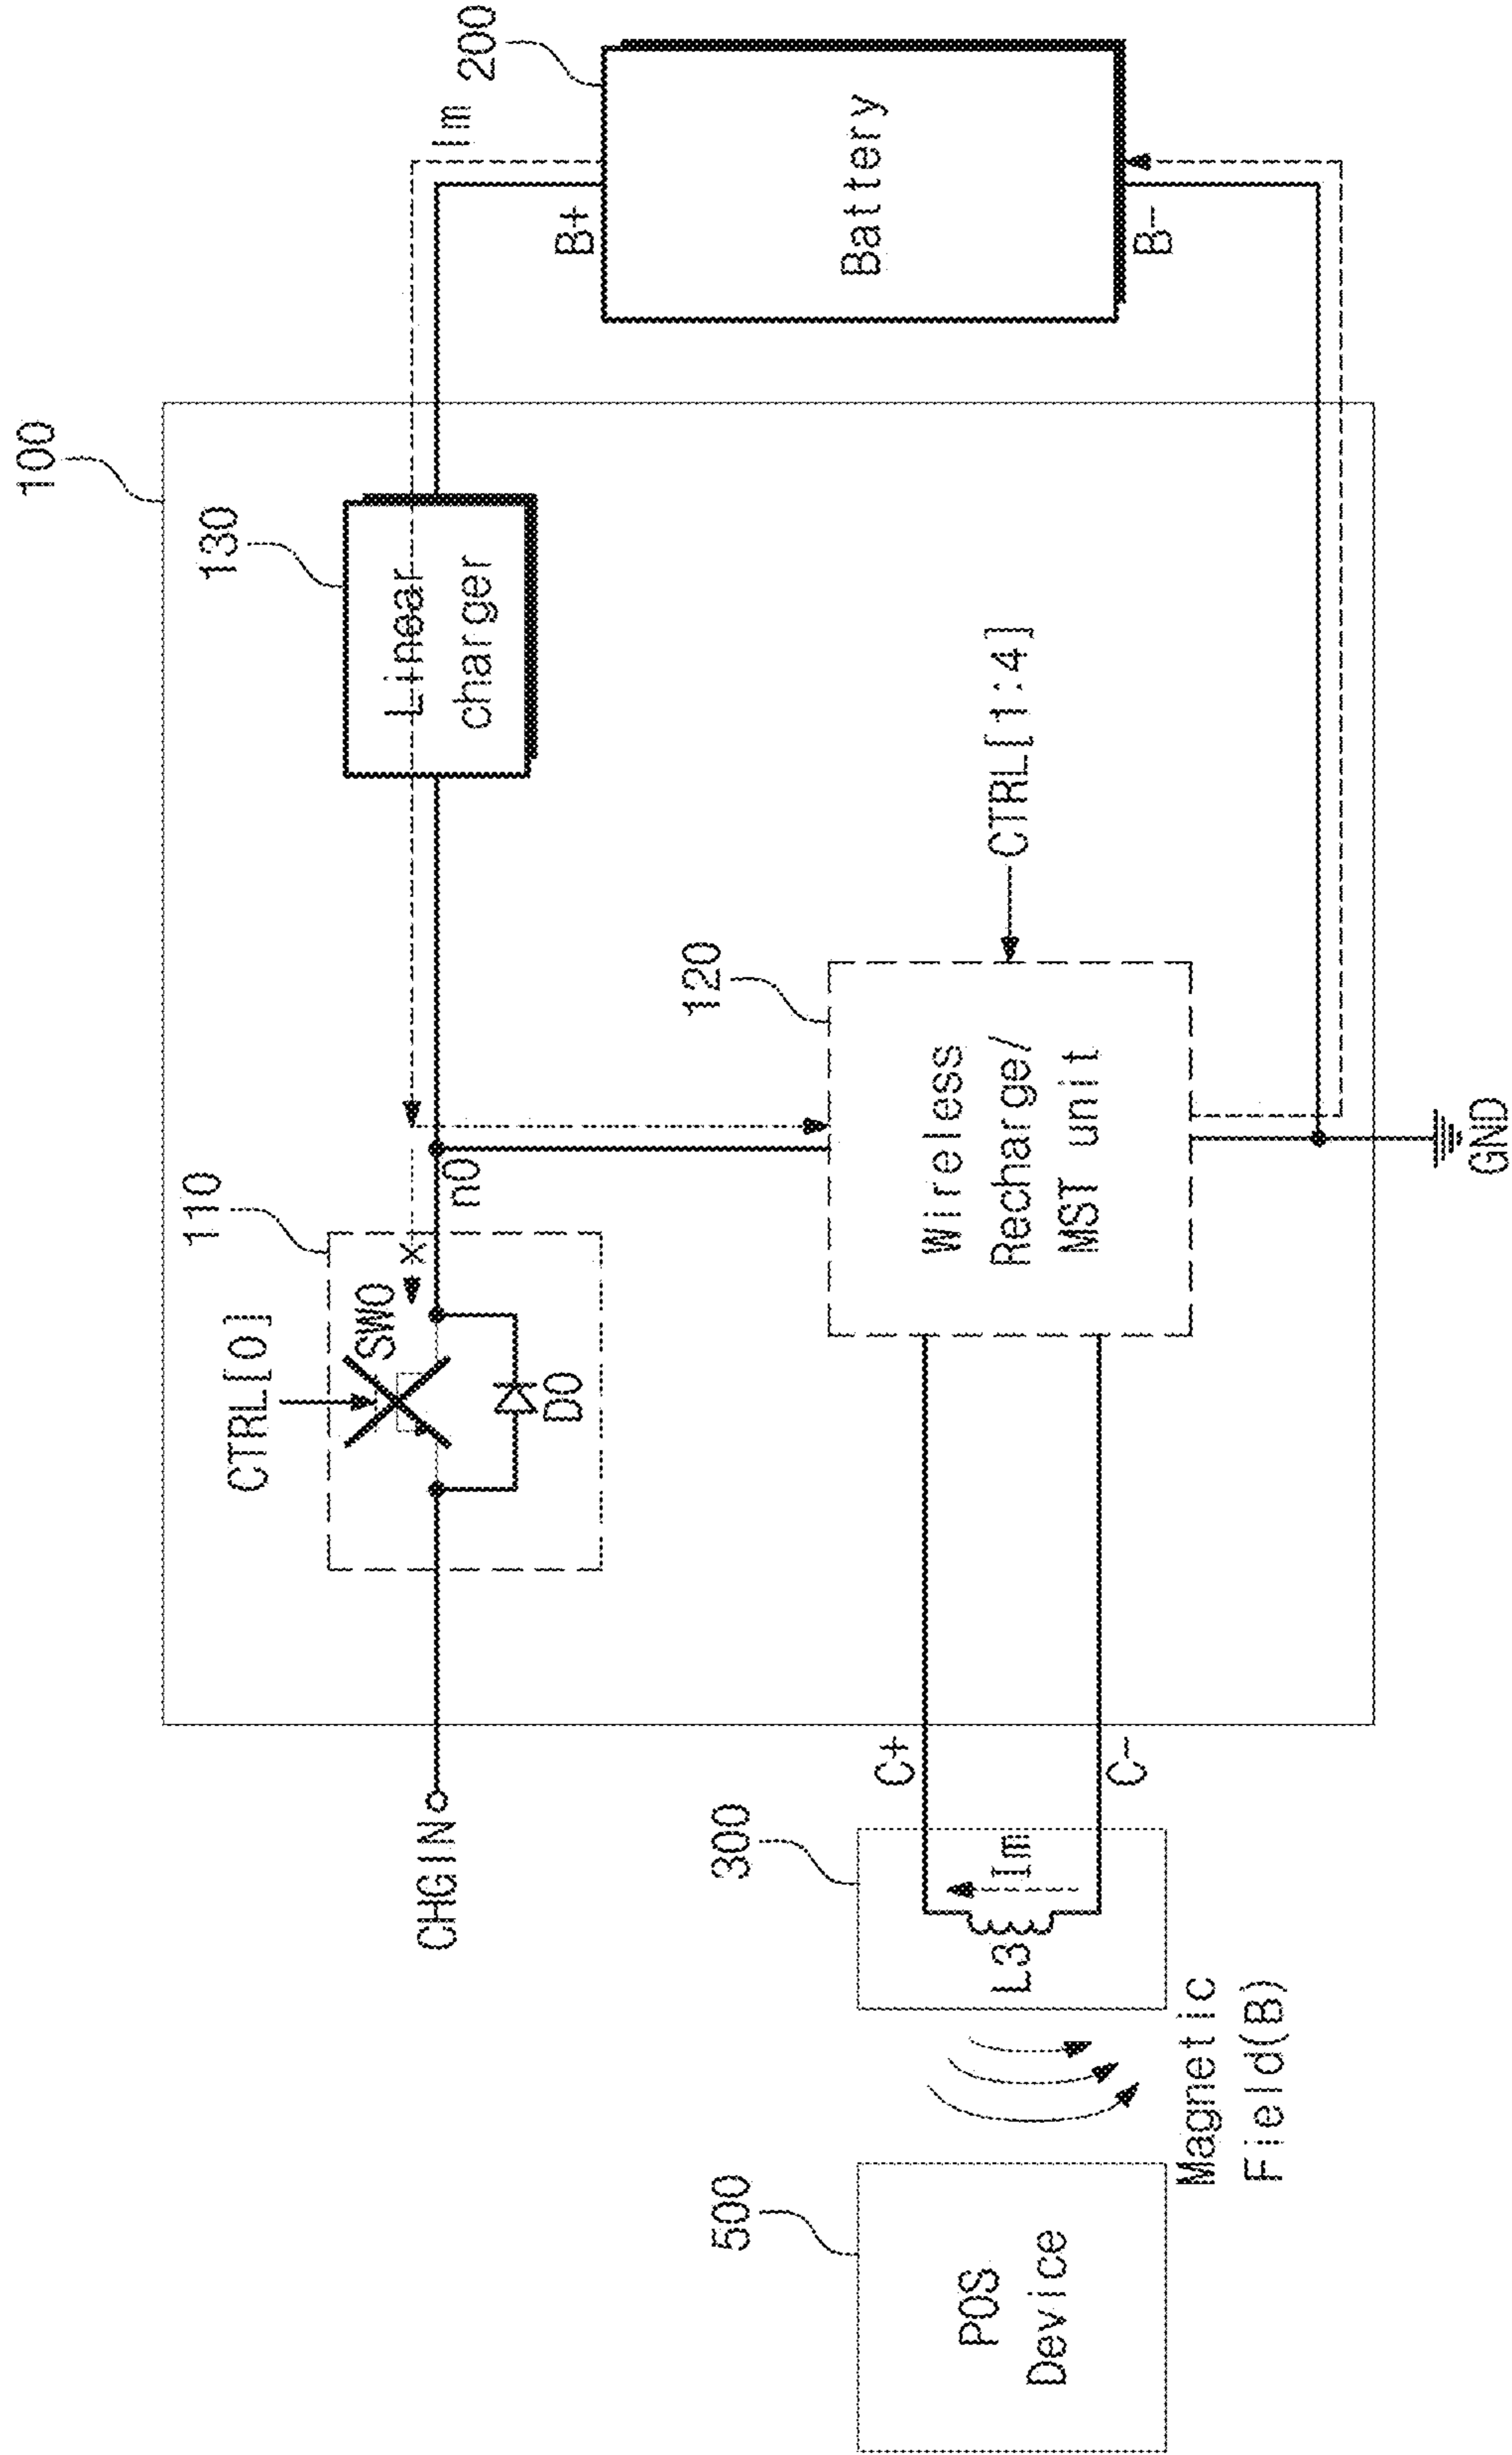 100
CTRL[0]
110
130
SW0
×
Im
200
Linear
charger
CHGIN
n0
D0
B+
Battery
500
300
120
C+
POS
Device
L3
Im
Wireless
Recharge/
MST unit
CTRL[1:4]
C-
B-
Magnetic
Field(B)
GND